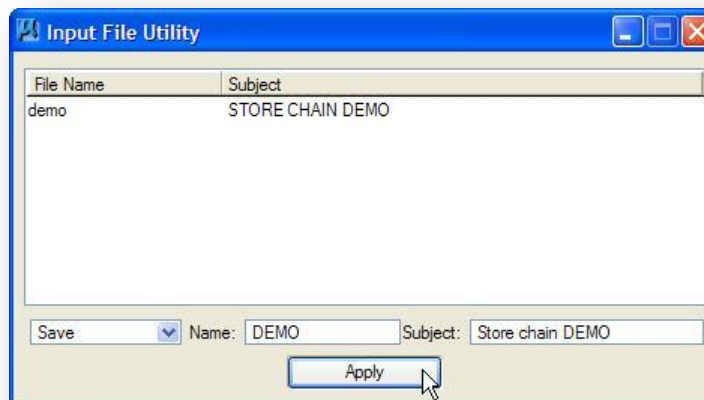 Input File Utility
File Name Subject
demo STORE CHAIN DEMO
Save Name: DEMO Subject: Store chain DEMO
Apply